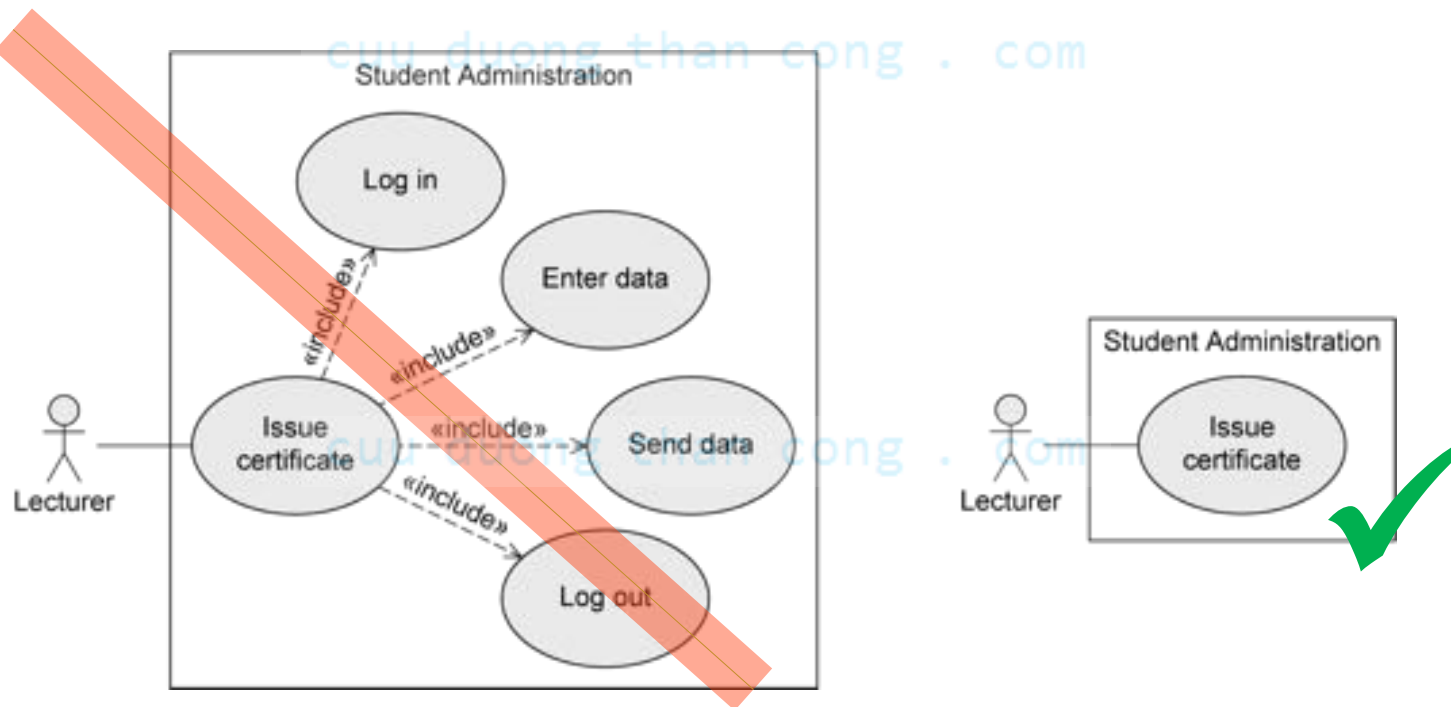 cuu duong than cong . com
Student Administration
Log in
Enter data
«include»
«include»
«include»
«include»
Issue
certificate
Send data
Log out
Lecturer
cuu duong than cong . com
Student Administration
Issue
certificate
Lecturer